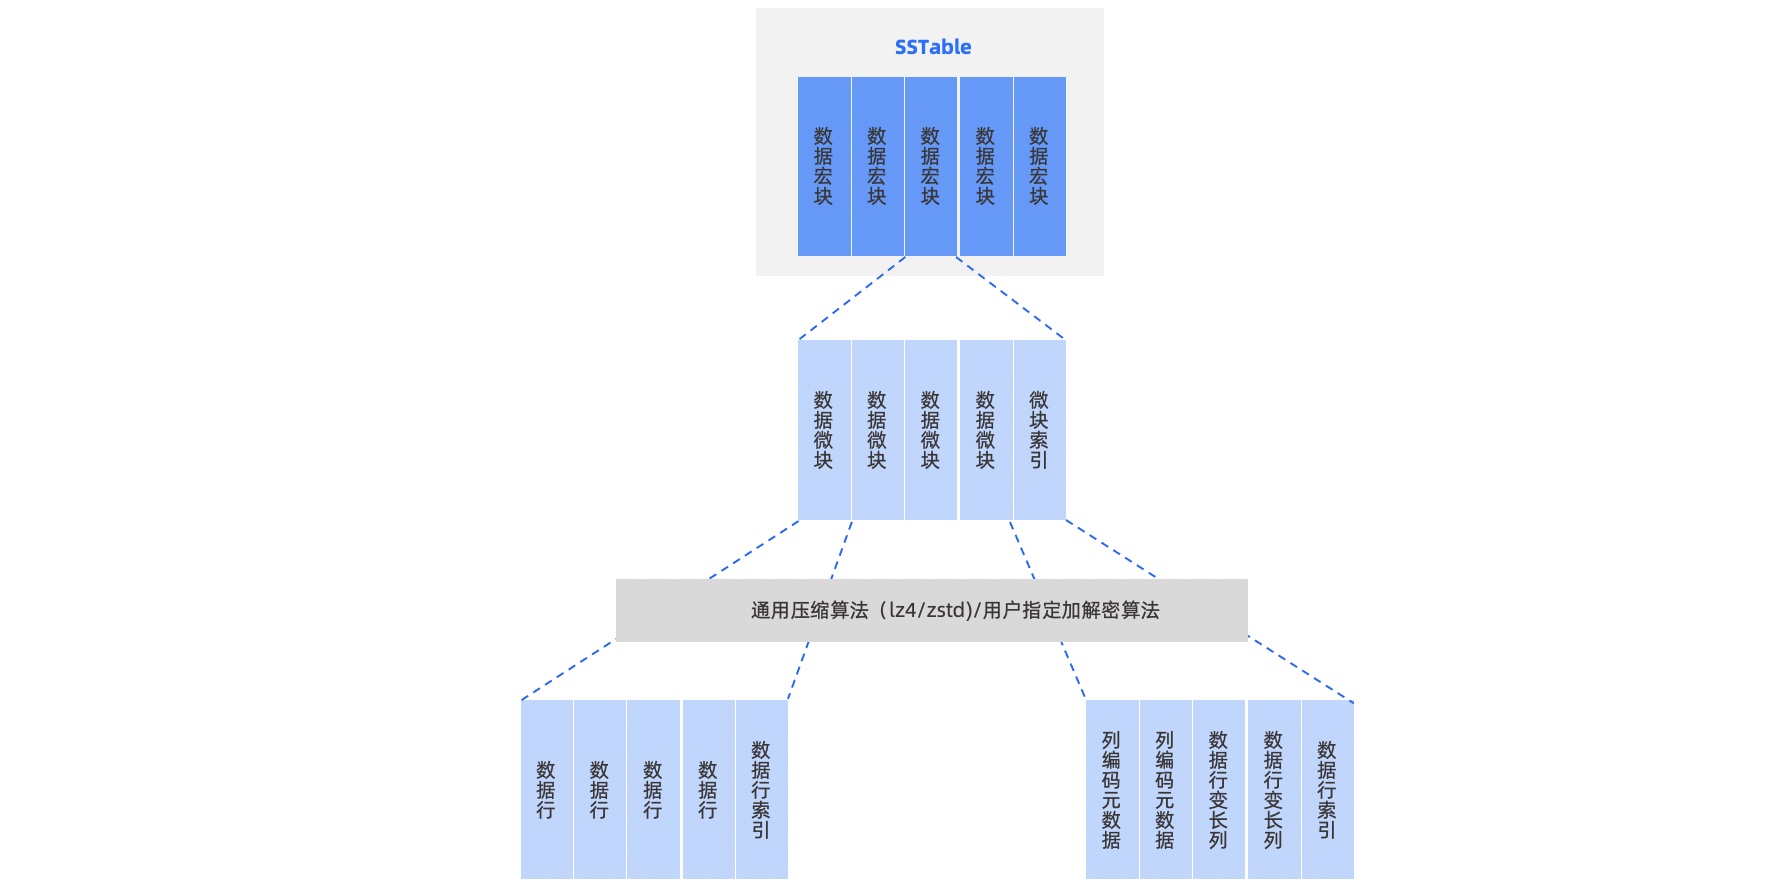 SSTable
数据宏块
数据宏块
数据宏块
数据宏块
数据宏块
数据微块
数据微块
数据微块
数据微块
微块索引
通用压缩算法（lz4/zstd)/用户指定加解密算法
数据行
数据行
数据行
数据行
数据行索引
列编码元数据
列编码元数据
数据行变长列
数据行变长列
数据行索引